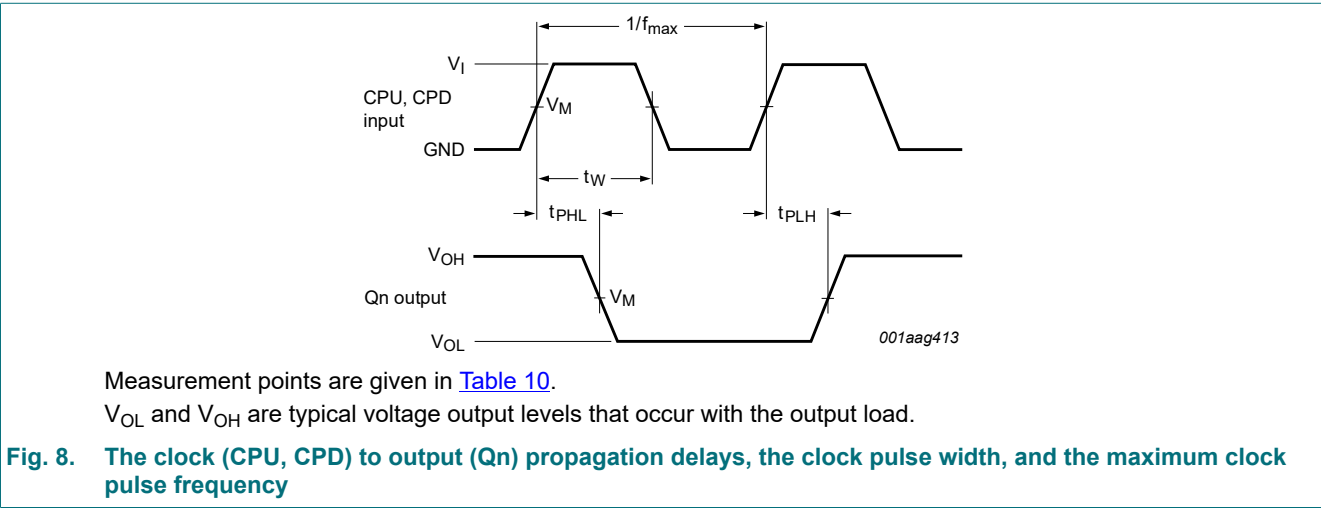 1/fmax
VI
CPU, CPD
input
VM
GND
tW
tPHL
tPLH
VOH
Qn output
VM
VOL
001aag413
Measurement points are given in Table 10.
VOL and VOH are typical voltage output levels that occur with the output load.
Fig. 8. The clock (CPU, CPD) to output (Qn) propagation delays, the clock pulse width, and the maximum clock
pulse frequency